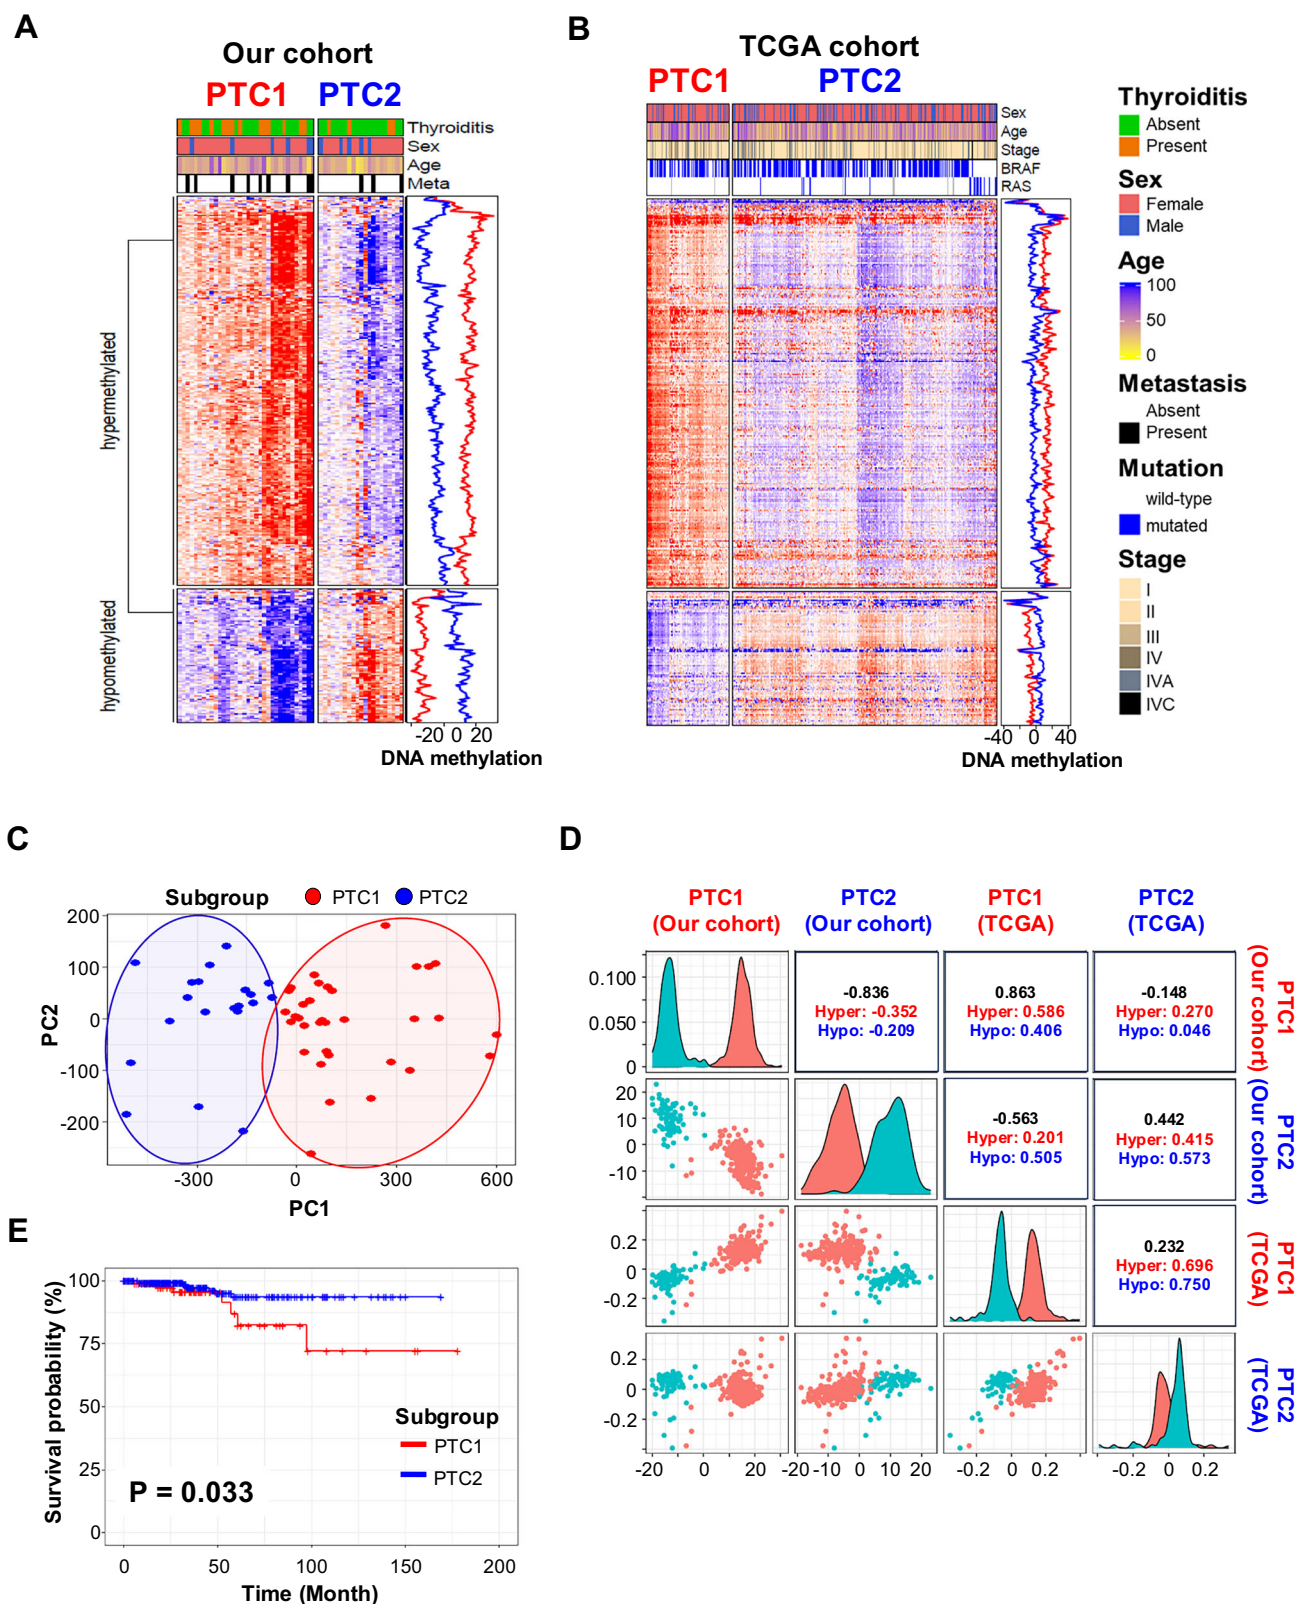 A
Our cohort
PTC1 PTC2
Thyroiditis
Sex
Age
Meta
hypermethylated
hypomethylated
-20 0 20
DNA methylation
B
TCGA cohort
PTC1 PTC2
Sex
Age
Stage
BRAF
RAS
-40 0 40
DNA methylation
Thyroiditis
Absent
Present
Sex
Female
Male
Age
100
50
0
Metastasis
Absent
Present
Mutation
wild-type
mutated
Stage
I
II
III
IV
IVA
IVC
C
Subgroup PTC1 PTC2
200
100
0
-100
-200
PC2
-300 0 300 600
PC1
D
PTC1 (Our cohort)
PTC2 (Our cohort)
PTC1 (TCGA)
PTC2 (TCGA)
0.100
0.050
0
-0.836
Hyper: -0.352
Hypo: -0.209
0.863
Hyper: 0.586
Hypo: 0.406
-0.148
Hyper: 0.270
Hypo: 0.046
PTC1
(Our cohort)
20
10
0
-10
-0.563
Hyper: 0.201
Hypo: 0.505
0.442
Hyper: 0.415
Hypo: 0.573
PTC2
(Our cohort)
0.2
0
-0.2
0.232
Hyper: 0.696
Hypo: 0.750
PTC1
(TCGA)
0.2
0
-0.2
PTC2
(TCGA)
-20 0 20
-20 -10 0 10 20
-0.2 0 0.2
-0.2 0 0.2
E
100
75
50
25
0
Survival probability (%)
Subgroup
PTC1
PTC2
P = 0.033
0 50 100 150 200
Time (Month)